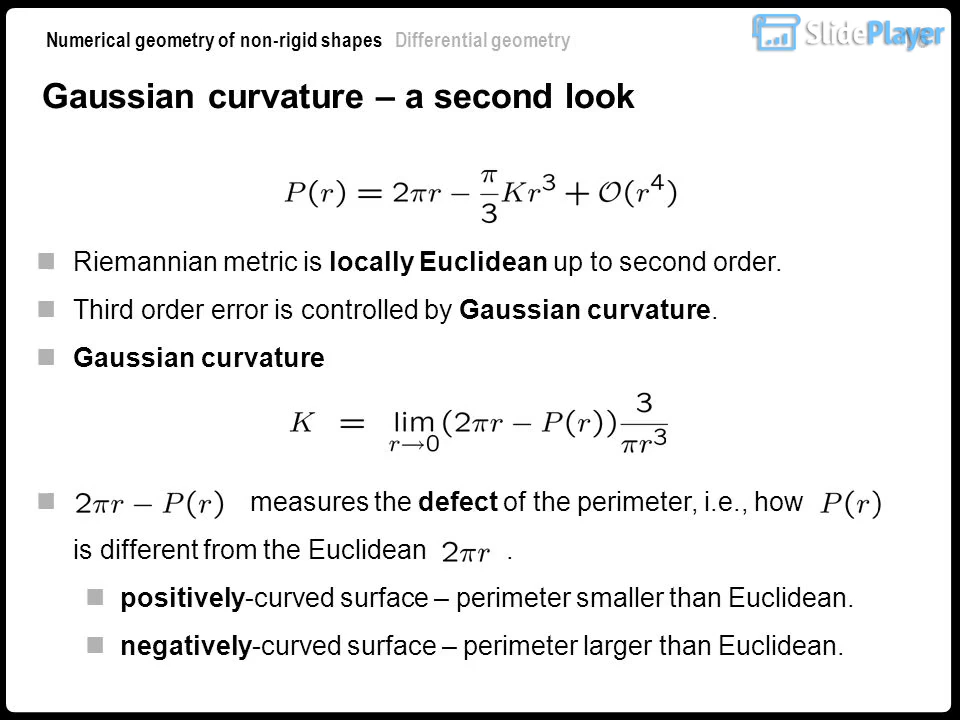 Numerical geometry of non-rigid shapes Differential geometry
SlidePlayer
Gaussian curvature – a second look
P(r) = 2πr − π/3 Kr³ + O(r⁴)
Riemannian metric is locally Euclidean up to second order.
Third order error is controlled by Gaussian curvature.
Gaussian curvature
K = lim r→0 (2πr − P(r)) 3/πr³
2πr − P(r) measures the defect of the perimeter, i.e., how P(r)
is different from the Euclidean 2πr .
positively-curved surface – perimeter smaller than Euclidean.
negatively-curved surface – perimeter larger than Euclidean.